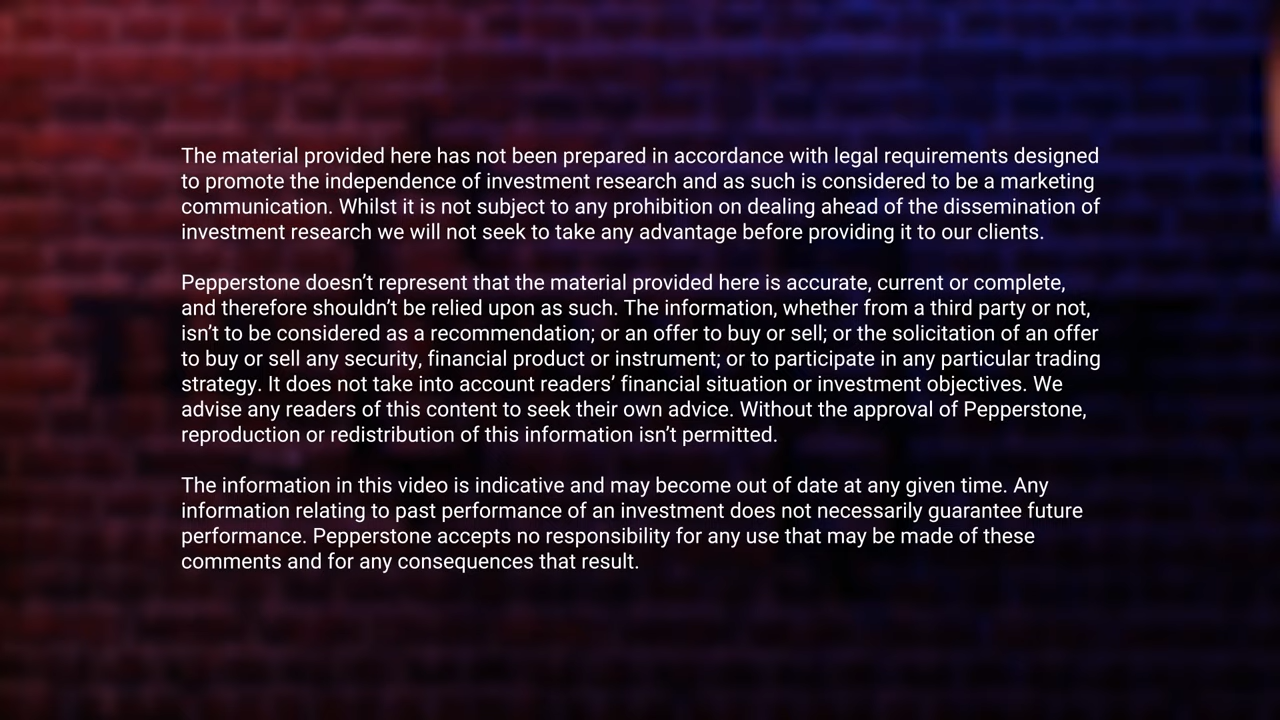 The material provided here has not been prepared in accordance with legal requirements designed
to promote the independence of investment research and as such is considered to be a marketing
communication. Whilst it is not subject to any prohibition on dealing ahead of the dissemination of
investment research we will not seek to take any advantage before providing it to our clients.
Pepperstone doesn’t represent that the material provided here is accurate, current or complete,
and therefore shouldn’t be relied upon as such. The information, whether from a third party or not,
isn’t to be considered as a recommendation; or an offer to buy or sell; or the solicitation of an offer
to buy or sell any security, financial product or instrument; or to participate in any particular trading
strategy. It does not take into account readers’ financial situation or investment objectives. We
advise any readers of this content to seek their own advice. Without the approval of Pepperstone,
reproduction or redistribution of this information isn’t permitted.
The information in this video is indicative and may become out of date at any given time. Any
information relating to past performance of an investment does not necessarily guarantee future
performance. Pepperstone accepts no responsibility for any use that may be made of these
comments and for any consequences that result.